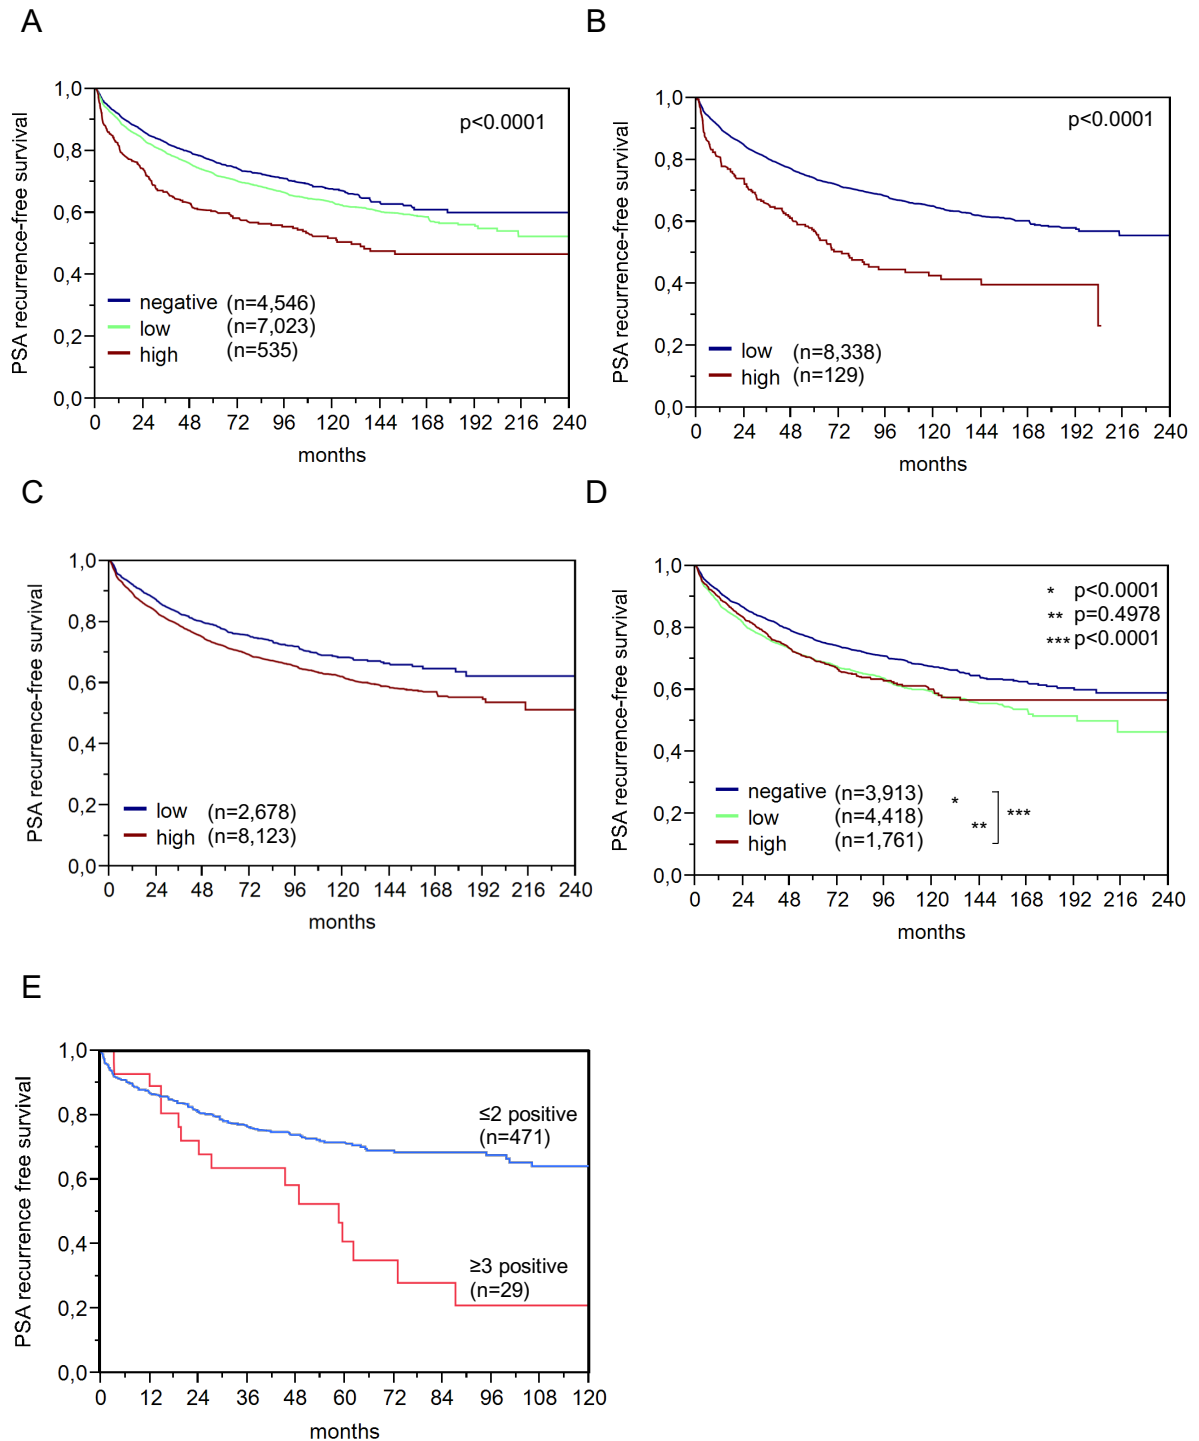 A
PSA recurrence-free survival
1,0
0,8
0,6
0,4
0,2
0,0
p<0.0001
negative (n=4,546)
low (n=7,023)
high (n=535)
0 24 48 72 96 120 144 168 192 216 240
months
B
PSA recurrence-free survival
1,0
0,8
0,6
0,4
0,2
0,0
p<0.0001
low (n=8,338)
high (n=129)
0 24 48 72 96 120 144 168 192 216 240
months
C
PSA recurrence-free survival
1,0
0,8
0,6
0,4
0,2
0,0
low (n=2,678)
high (n=8,123)
0 24 48 72 96 120 144 168 192 216 240
months
D
PSA recurrence-free survival
1,0
0,8
0,6
0,4
0,2
0,0
* p<0.0001
** p=0.4978
*** p<0.0001
negative (n=3,913) *
low (n=4,418) ** ***
high (n=1,761)
0 24 48 72 96 120 144 168 192 216 240
months
E
PSA recurrence free survival
1,0
0,8
0,6
0,4
0,2
0,0
≤2 positive
(n=471)
≥3 positive
(n=29)
0 12 24 36 48 60 72 84 96 108 120
months